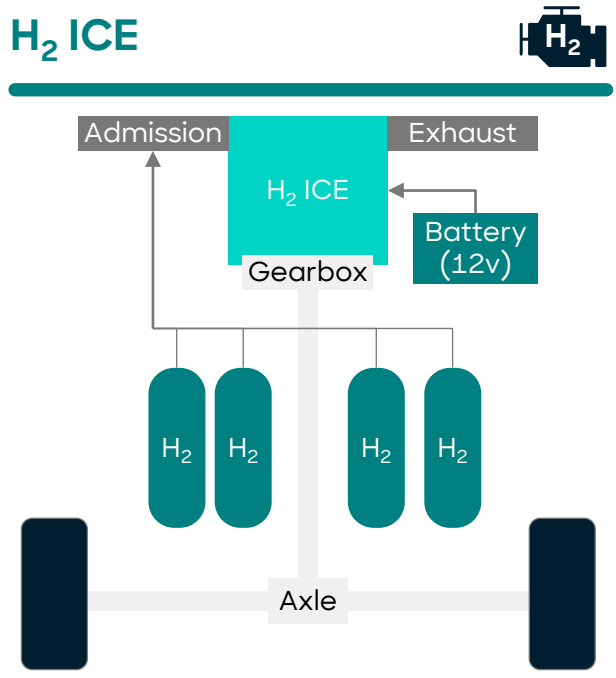 H₂ ICE
H₂
Admission
Exhaust
H₂ ICE
Battery
(12v)
Gearbox
H₂
H₂
H₂
H₂
Axle